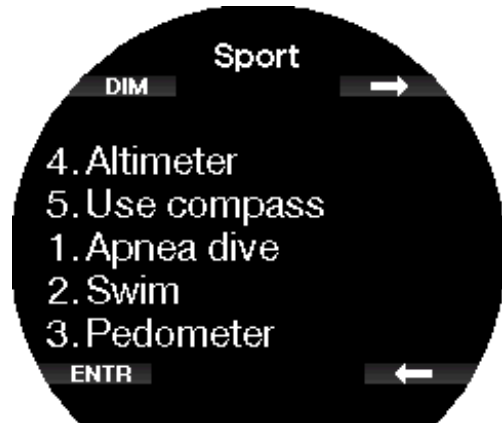 Sport
DIM
4. Altimeter
5. Use compass
1. Apnea dive
2. Swim
3. Pedometer
ENTR